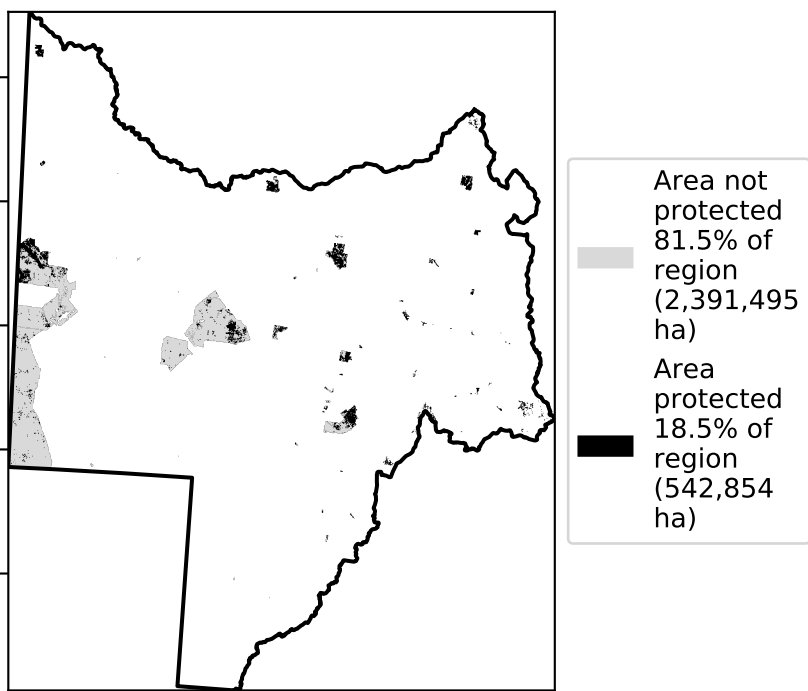 Area not
protected
81.5% of
region
(2,391,495
ha)
Area
protected
18.5% of
region
(542,854
ha)